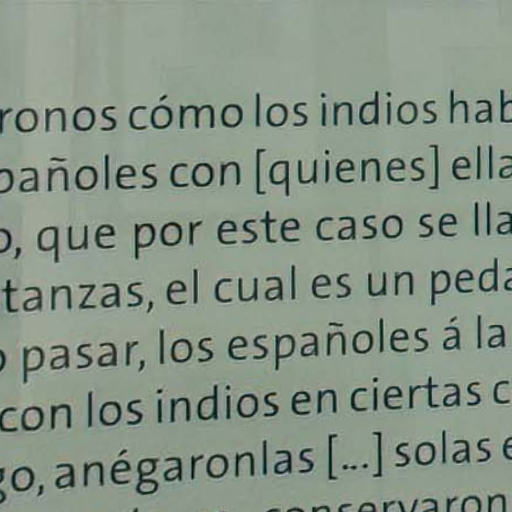 ronos cómo los indios hab
pañoles con [quienes] ella
o, que por este caso se lla
tanzas, el cual es un peda
o pasar, los españoles á la
con los indios en ciertas c
go, anégaronlas [...] solas e
conservaron